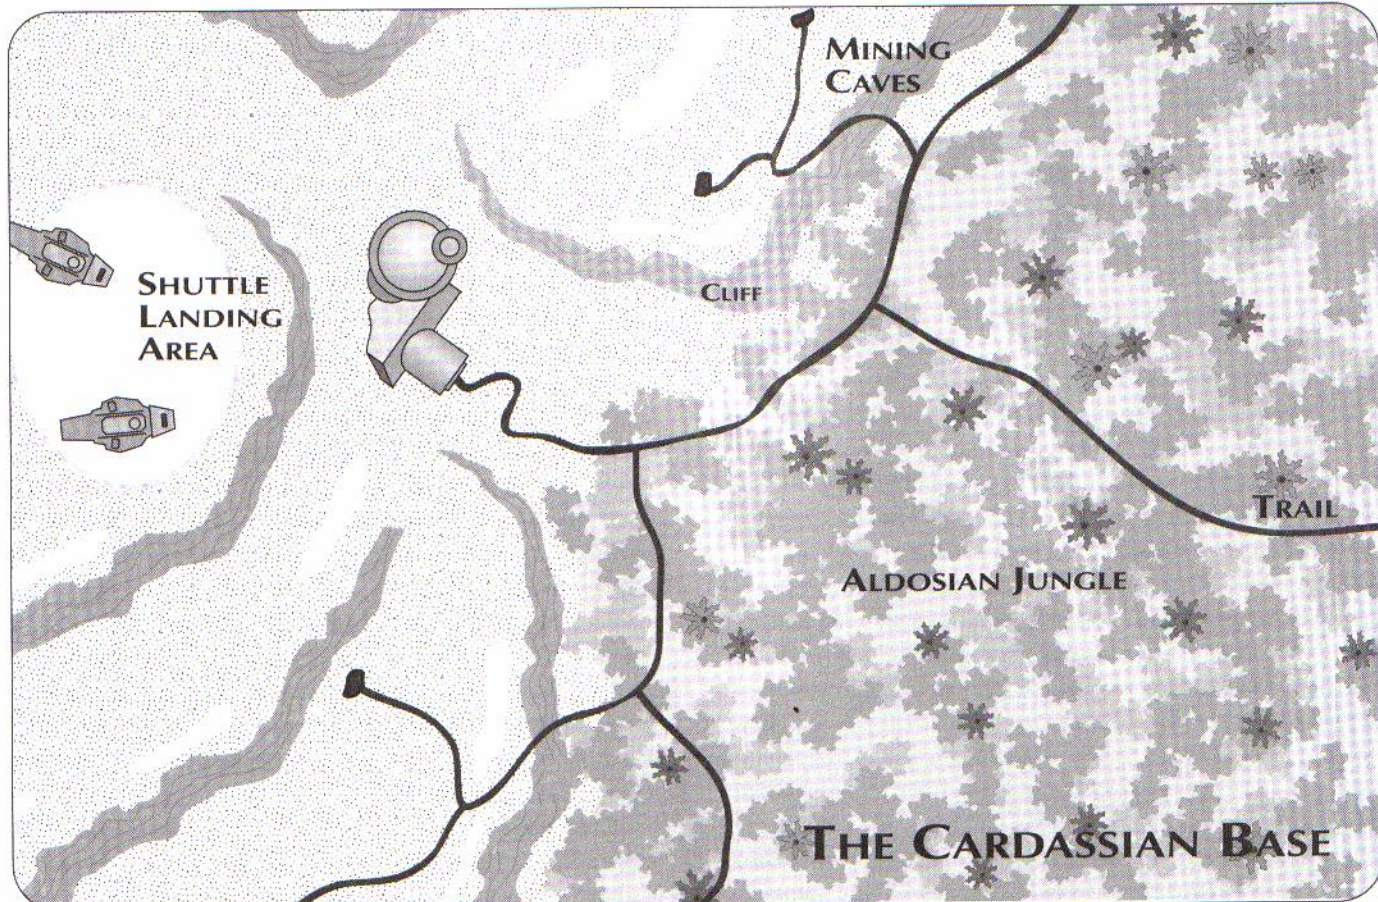 MINING
CAVES
SHUTTLE
LANDING
AREA
CLIFF
TRAIL
ALDOSIAN JUNGLE
THE CARDASSIAN BASE